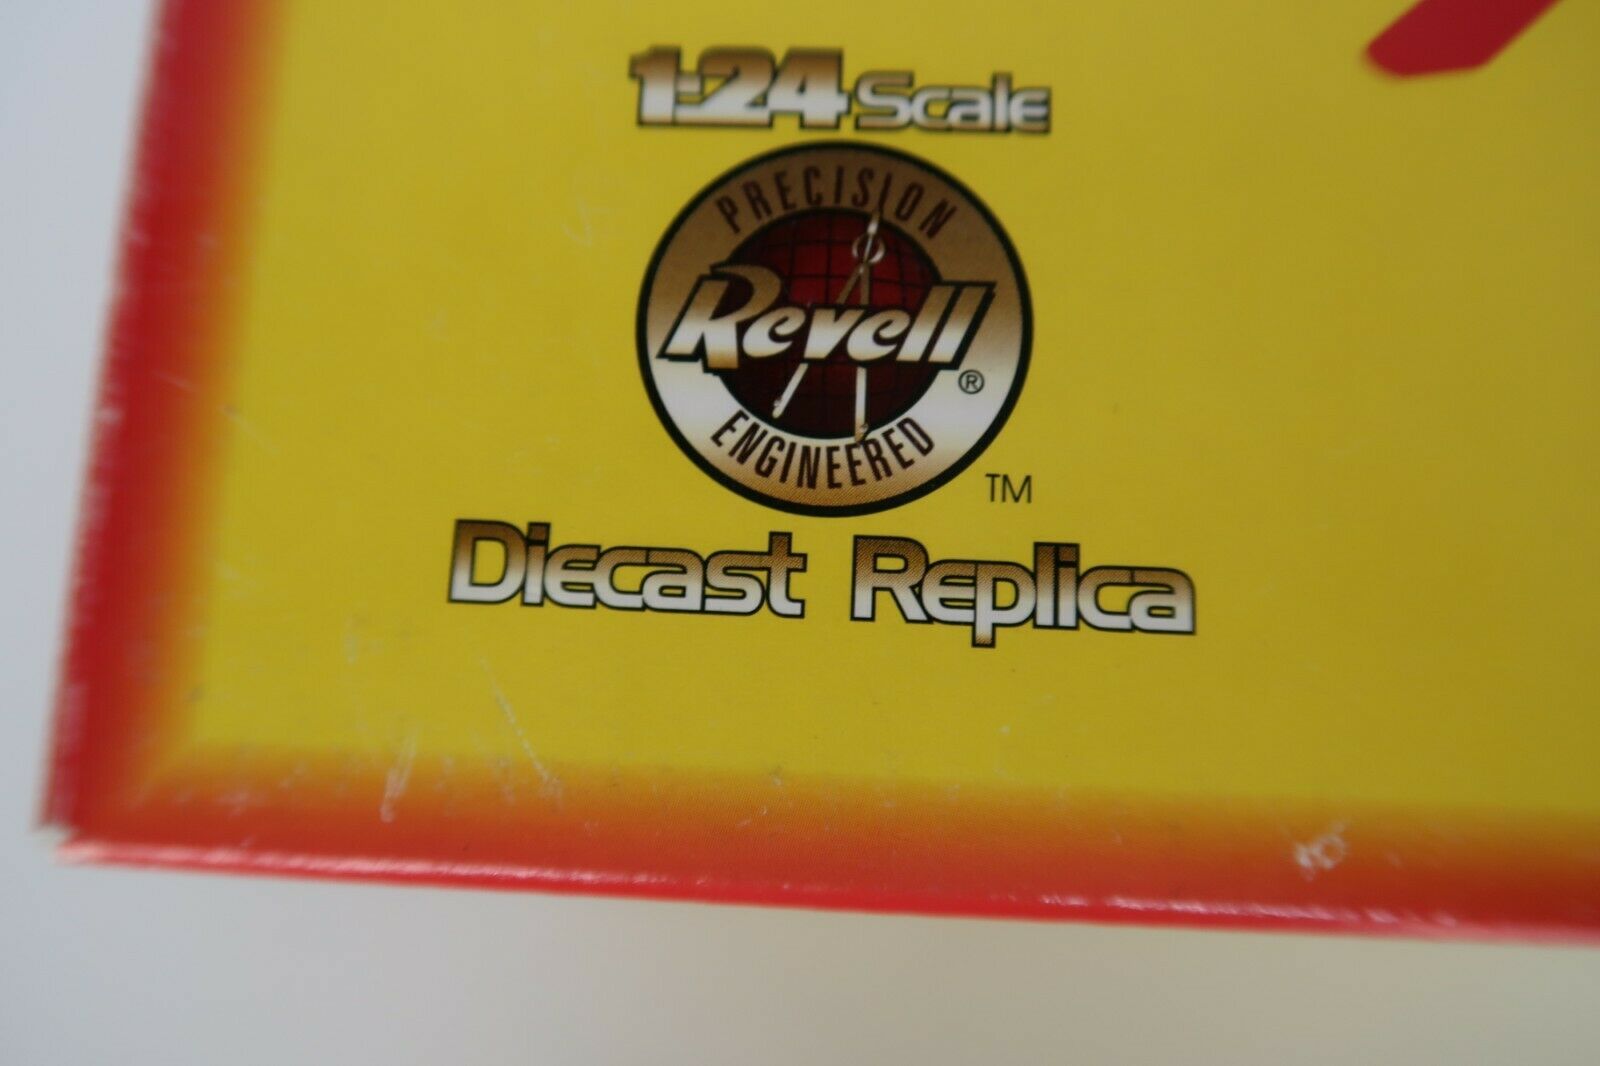 1:24 Scale
PRECISION
Revell ®
ENGINEERED
TM
Diecast Replica